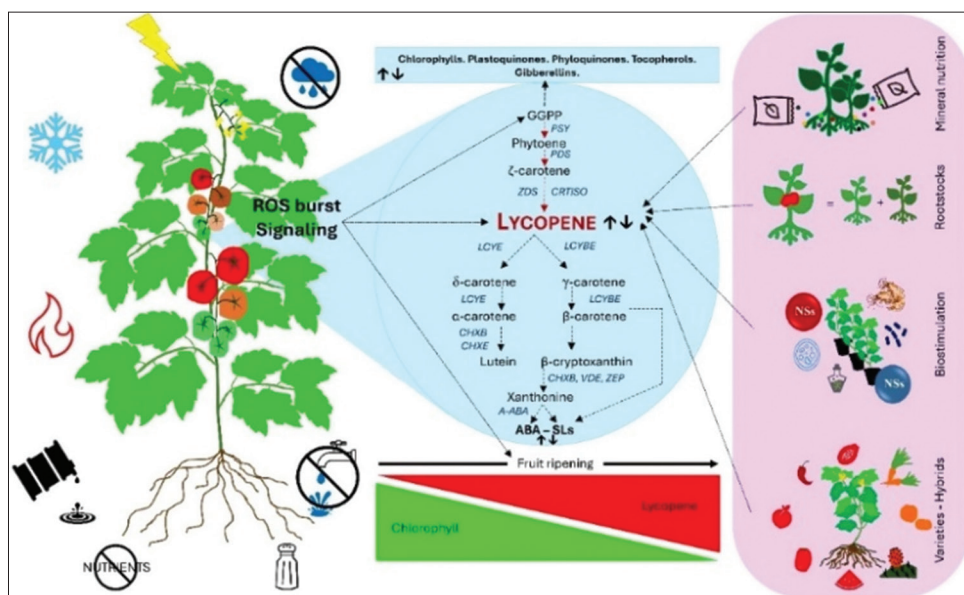 Chlorophylls. Plastoquinones. Phyloquinones. Tocopherols.
Gibberellins.
GGPP
PSY
Phytoene
PDS
ζ-carotene
ZDS CRTISO
ROS burst
Signaling
LYCOPENE
LCYE LCYBE
δ-carotene γ-carotene
LCYE LCYBE
α-carotene β-carotene
CHXB
CHXE
Lutein β-cryptoxanthin
CHXB, VDE, ZEP
Xanthonine
A-ABA
ABA – SLs
Fruit ripening
Lycopene
Chlorophyll
NUTRIENTS
Mineral nutrition
Rootstocks
= +
Biostimulation
NSs
NSs
Varieties - Hybrids